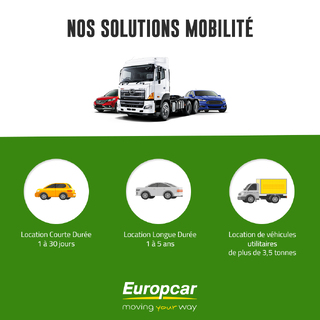 NOS SOLUTIONS MOBILITÉ
Location Courte Durée
1 à 30 jours
Location Longue Durée
1 à 5 ans
Location de véhicules
utilitaires
de plus de 3,5 tonnes
Europcar
moving your way